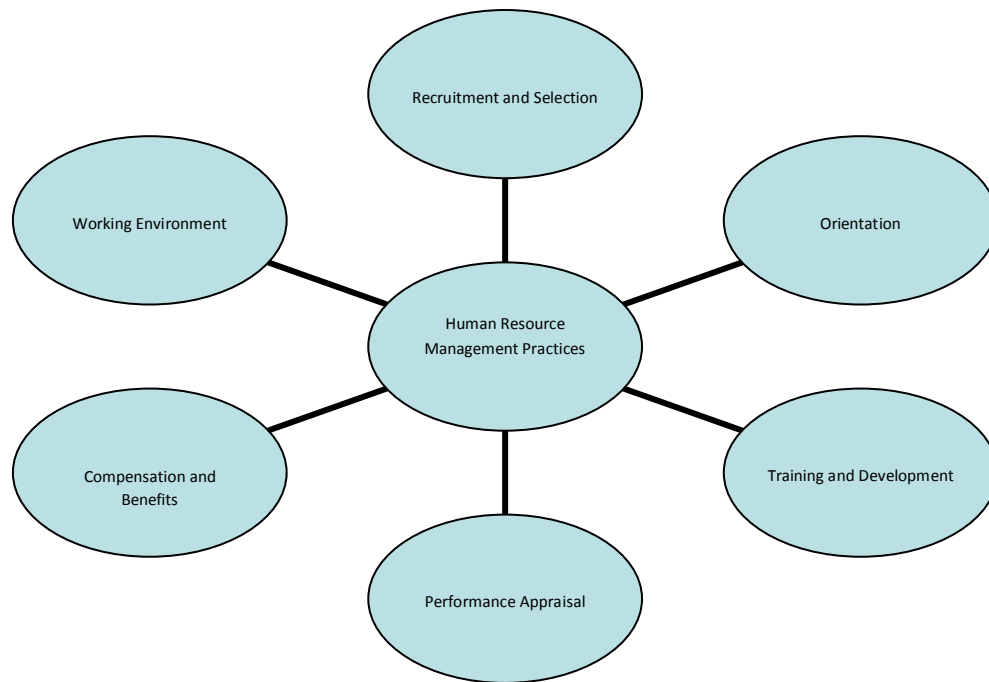 Recruitment and Selection
Working Environment
Orientation
Human Resource
Management Practices
Compensation and
Benefits
Training and Development
Performance Appraisal